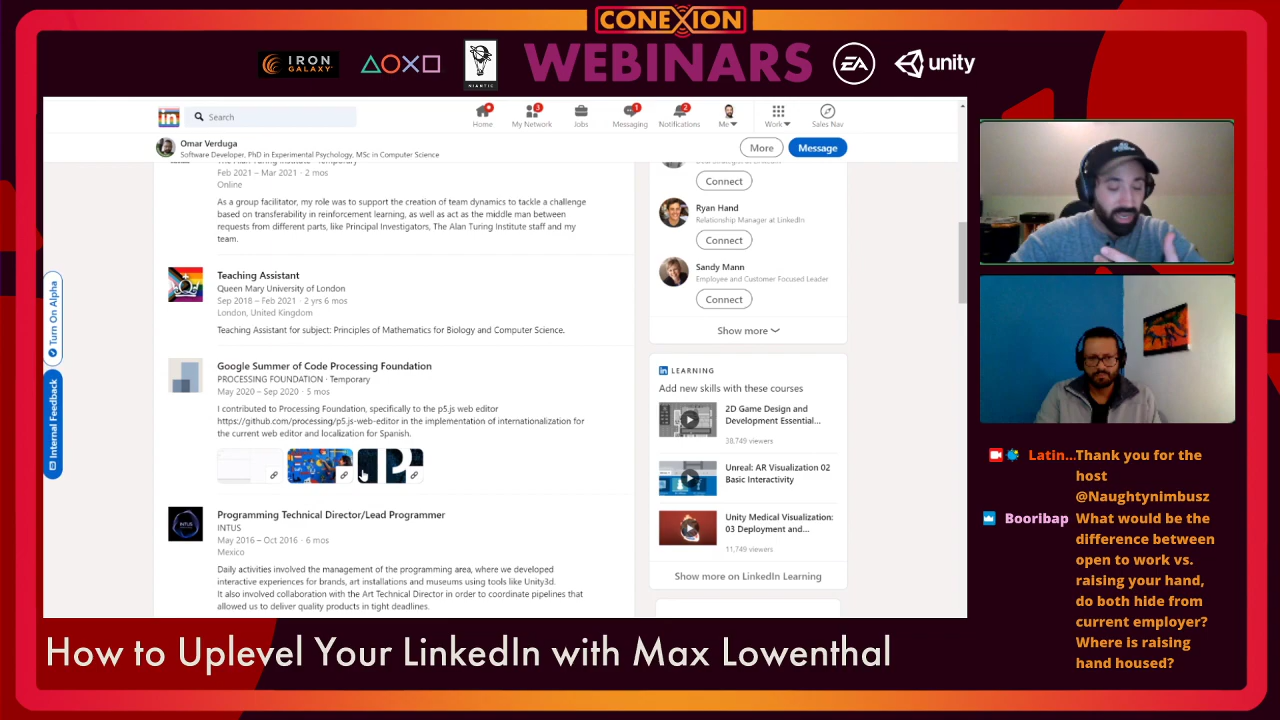 CONEXION
IRON
GALAXY
NIANTIC
WEBINARS
EA
unity
in
Search
Home
My Network
Jobs
Messaging
Notifications
Me
Work
Sales Nav
3
1
2
Omar Verduga
Software Developer, PhD in Experimental Psychology, MSc in Computer Science
More
Message
Feb 2021 – Mar 2021 · 2 mos
Online
As a group facilitator, my role was to support the creation of team dynamics to tackle a challenge
based on transferability in reinforcement learning, as well as act as the middle man between
requests from different parts, like Principal Investigators, The Alan Turing Institute staff and my
team.
Teaching Assistant
Queen Mary University of London
Sep 2018 – Feb 2021 · 2 yrs 6 mos
London, United Kingdom
Teaching Assistant for subject: Principles of Mathematics for Biology and Computer Science.
Google Summer of Code Processing Foundation
PROCESSING FOUNDATION · Temporary
May 2020 – Sep 2020 · 5 mos
I contributed to Processing Foundation, specifically to the p5.js web editor
https://github.com/processing/p5.js-web-editor in the implementation of internationalization for
the current web editor and localization for Spanish.
INTUS
Programming Technical Director/Lead Programmer
INTUS
May 2016 – Oct 2016 · 6 mos
Mexico
Daily activities involved the management of the programming area, where we developed
interactive experiences for brands, art installations and museums using tools like Unity3d.
It also involved collaboration with the Art Technical Director in order to coordinate pipelines that
allowed us to deliver quality products in tight deadlines.
Connect
Ryan Hand
Relationship Manager at LinkedIn
Connect
Sandy Mann
Employee and Customer Focused Leader
Connect
Show more
in LEARNING
Add new skills with these courses
2D Game Design and
Development Essential...
38,749 viewers
Unreal: AR Visualization 02
Basic Interactivity
Unity Medical Visualization:
03 Deployment and...
11,749 viewers
Show more on LinkedIn Learning
Turn On Alpha
Internal Feedback
Latin... Thank you for the
host
@Naughtynimbusz
Booribap What would be the
difference between
open to work vs.
raising your hand,
do both hide from
current employer?
Where is raising
hand housed?
How to Uplevel Your LinkedIn with Max Lowenthal